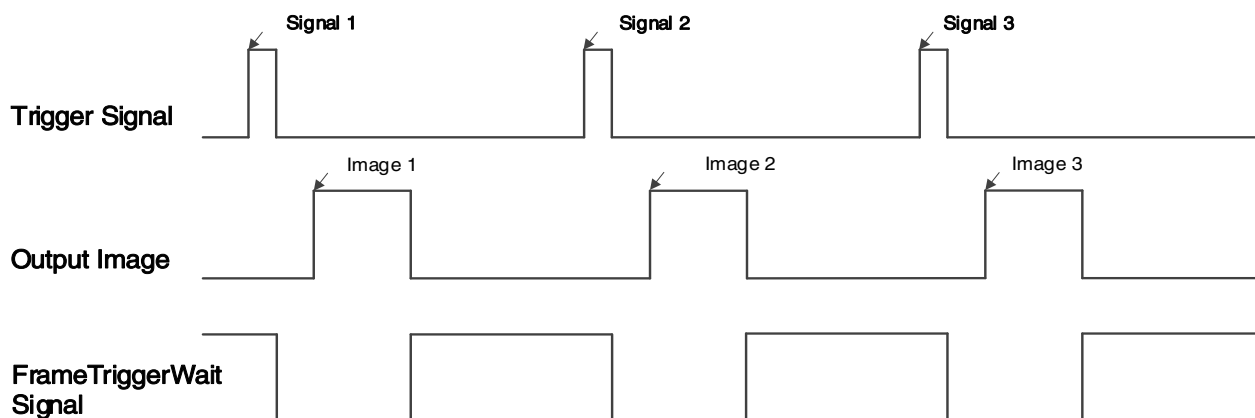 Signal 1
Signal 2
Signal 3
Trigger Signal
Image 1
Image 2
Image 3
Output Image
FrameTriggerWait
Signal